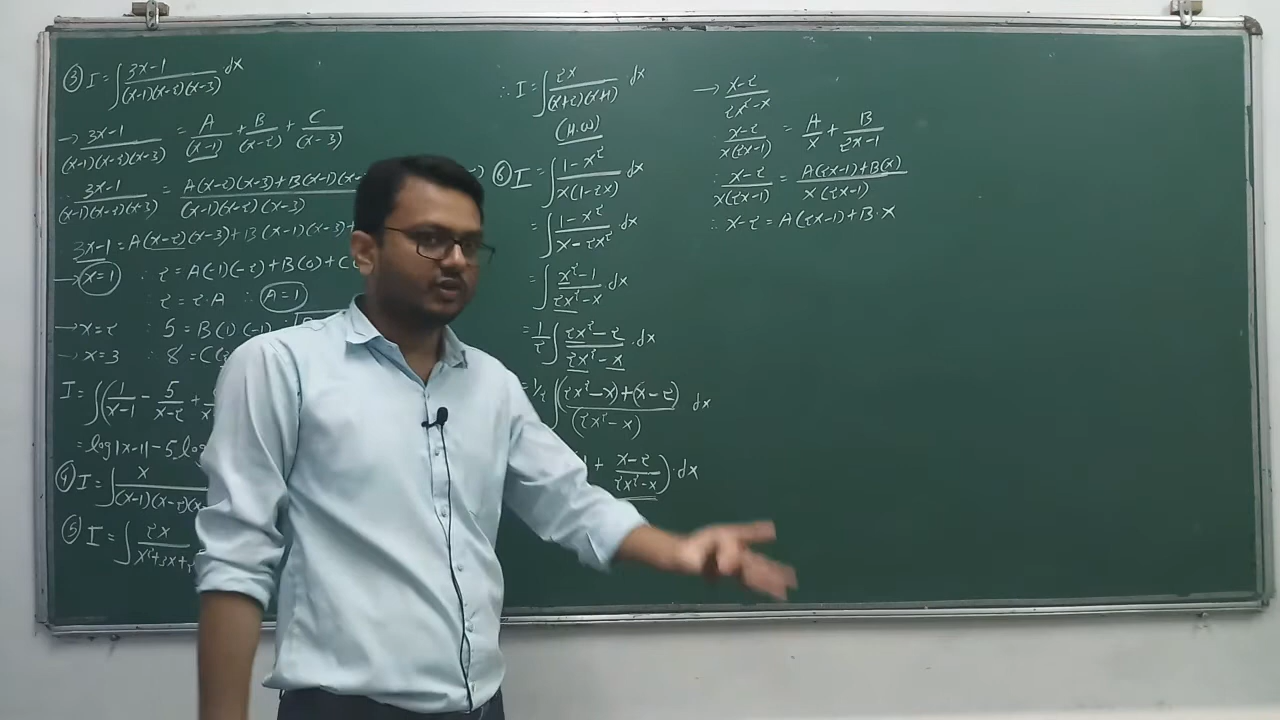 ③ I = ∫ (3x-1)/((x-1)(x-2)(x-3)) dx
→ (3x-1)/((x-1)(x-2)(x-3)) = A/(x-1) + B/(x-2) + C/(x-3)
∴ (3x-1)/((x-1)(x-2)(x-3)) = A(x-2)(x-3)+B(x-1)(x- /((x-1)(x-2)(x-3))
3x-1 = A(x-2)(x-3)+B(x-1)(x-3)+
→ x=1 ∴ 2 = A(-1)(-2)+B(0)+C(
∴ 2 = 2·A ∴ A=1
→ x=2 ∴ 5 = B(1)(-1)
→ x=3 ∴ 8 = C(
I = ∫(1/(x-1) - 5/(x-2) +
= log|x-1| - 5 log
④ I = ∫ x/((x-1)(x-2)(x-
⑤ I = ∫ 2x/(x²+3x+
∴ I = ∫ 2x/((x+2)(x+1)) dx
(H.W)
⑥ I = ∫ (1-x²)/(x(1-2x)) dx
= ∫ (1-x²)/(x-2x²) dx
= ∫ (x²-1)/(2x²-x) dx
= 1/2 ∫ (2x²-2)/(2x²-x) ·dx
= 1/2 ∫ ((2x²-x)+(x-2))/(2x²-x) dx
1 + (x-2)/(2x²-x)) ·dx
→ (x-2)/(2x²-x)
∴ (x-2)/(x(2x-1)) = A/x + B/(2x-1)
∴ (x-2)/(x(2x-1)) = (A(2x-1)+B(x))/(x(2x-1))
∴ x-2 = A(2x-1)+B·x